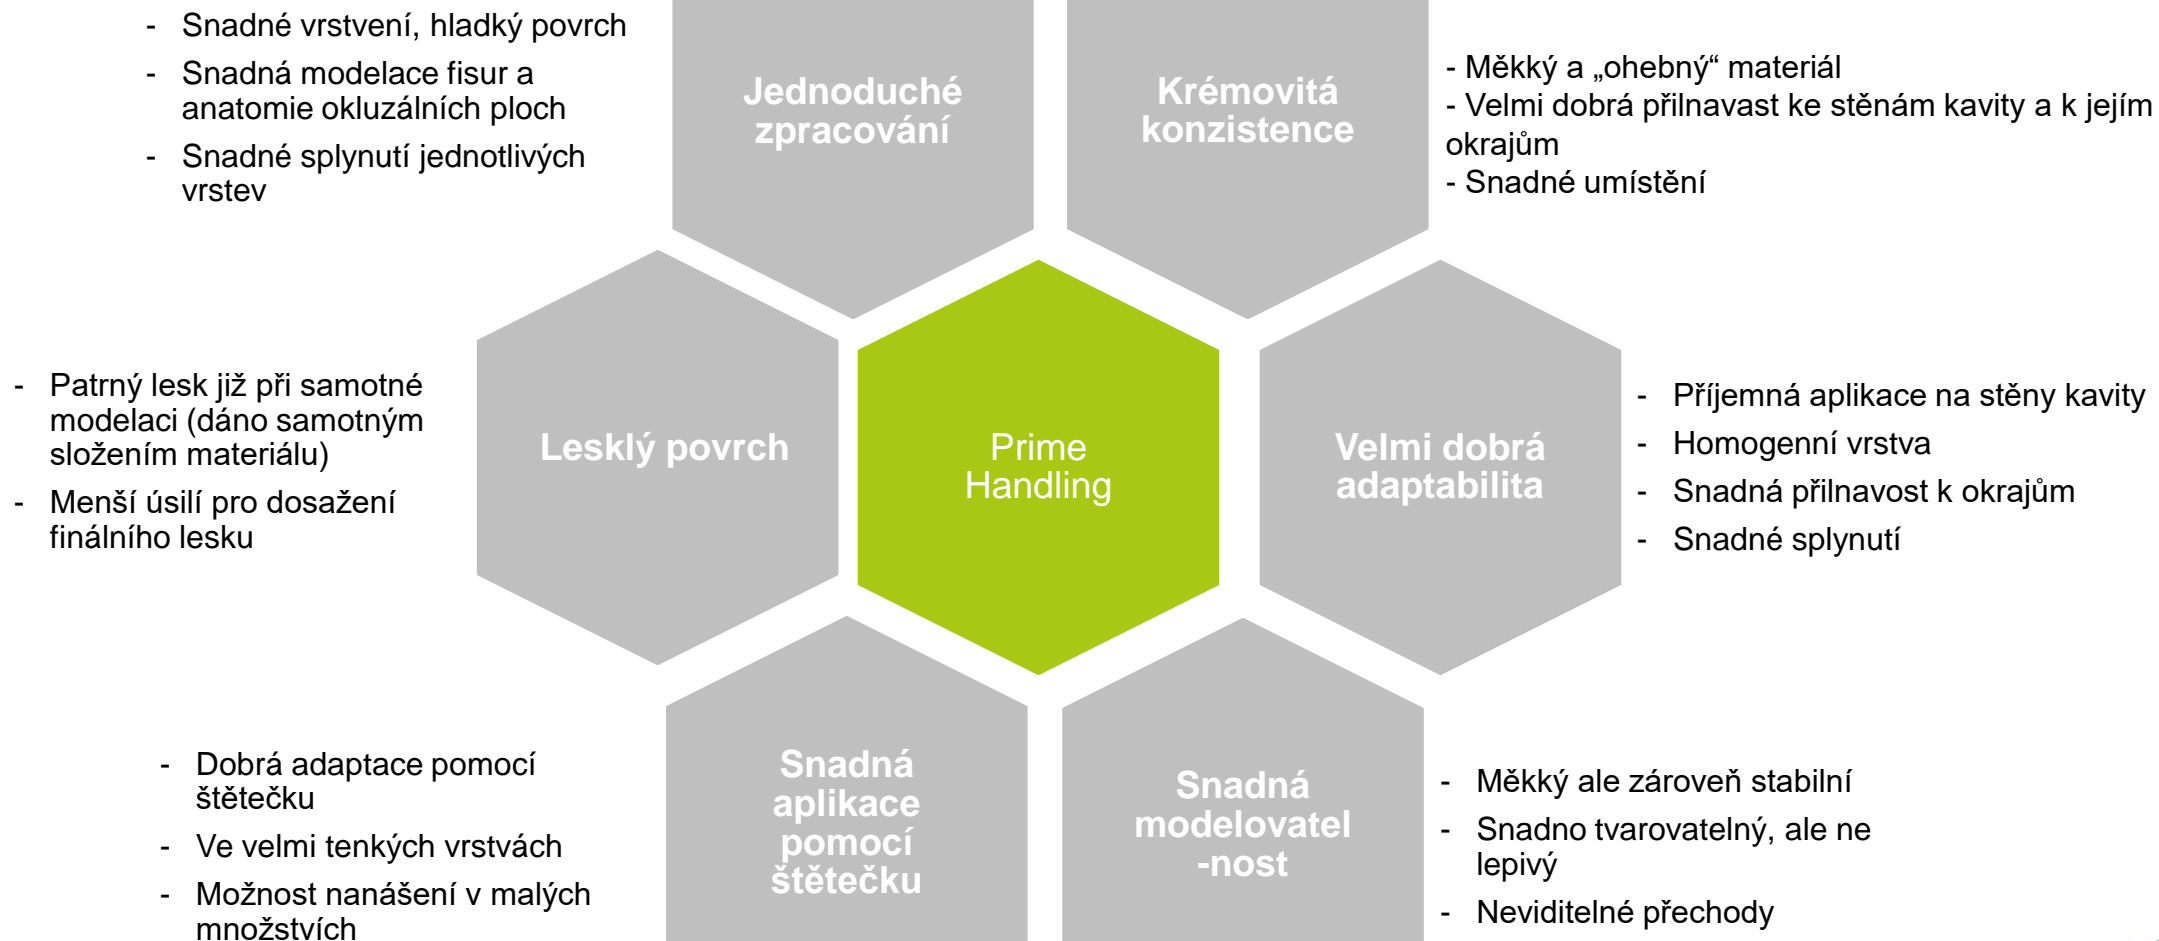 - Snadné vrstvení, hladký povrch
- Snadná modelace fisur a
anatomie okluzálních ploch
- Snadné splynutí jednotlivých
vrstev
Jednoduché
zpracování
Krémovitá
konzistence
- Měkký a „ohebný“ materiál
- Velmi dobrá přilnavast ke stěnám kavity a k jejím
okrajům
- Snadné umístění
- Patrný lesk již při samotné
modelaci (dáno samotným
složením materiálu)
- Menší úsilí pro dosažení
finálního lesku
Lesklý povrch
Prime
Handling
Velmi dobrá
adaptabilita
- Příjemná aplikace na stěny kavity
- Homogenní vrstva
- Snadná přilnavost k okrajům
- Snadné splynutí
- Dobrá adaptace pomocí
štětečku
- Ve velmi tenkých vrstvách
- Možnost nanášení v malých
množstvích
Snadná
aplikace
pomocí
štětečku
Snadná
modelovatel
-nost
- Měkký ale zároveň stabilní
- Snadno tvarovatelný, ale ne
lepivý
- Neviditelné přechody